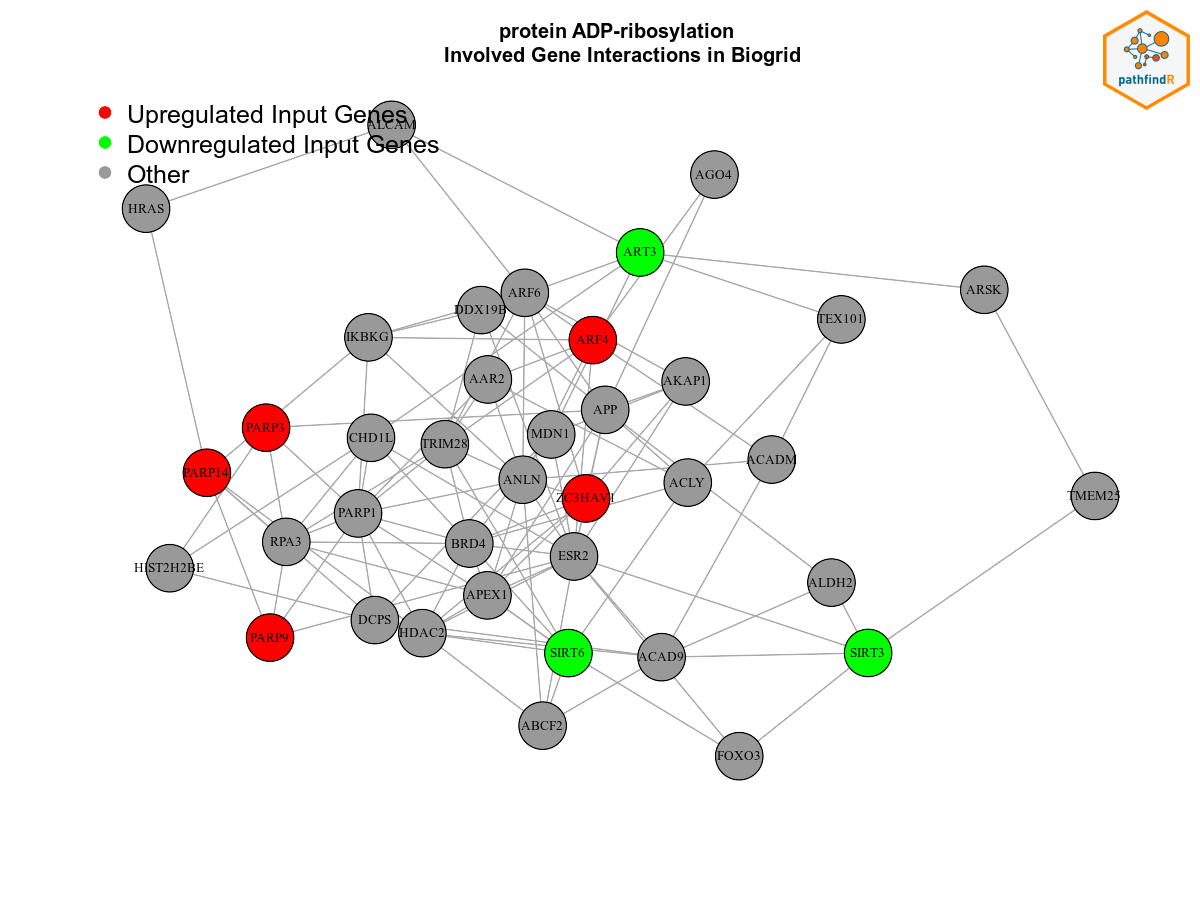 protein ADP-ribosylation
Involved Gene Interactions in Biogrid
pathfindR
Upregulated Input Genes
Downregulated Input Genes
Other
ALCAM
AGO4
HRAS
ART3
ARSK
ARF6
DDX19B
TEX101
IKBKG
ARF4
AAR2
AKAP1
APP
PARP3
CHD1L
TRIM28
MDN1
ACADM
PARP14
ANLN
ACLY
ZC3HAV1
TMEM25
PARP1
RPA3
BRD4
ESR2
HIST2H2BE
ALDH2
APEX1
DCPS
HDAC2
PARP9
SIRT6
ACAD9
SIRT3
ABCF2
FOXO3